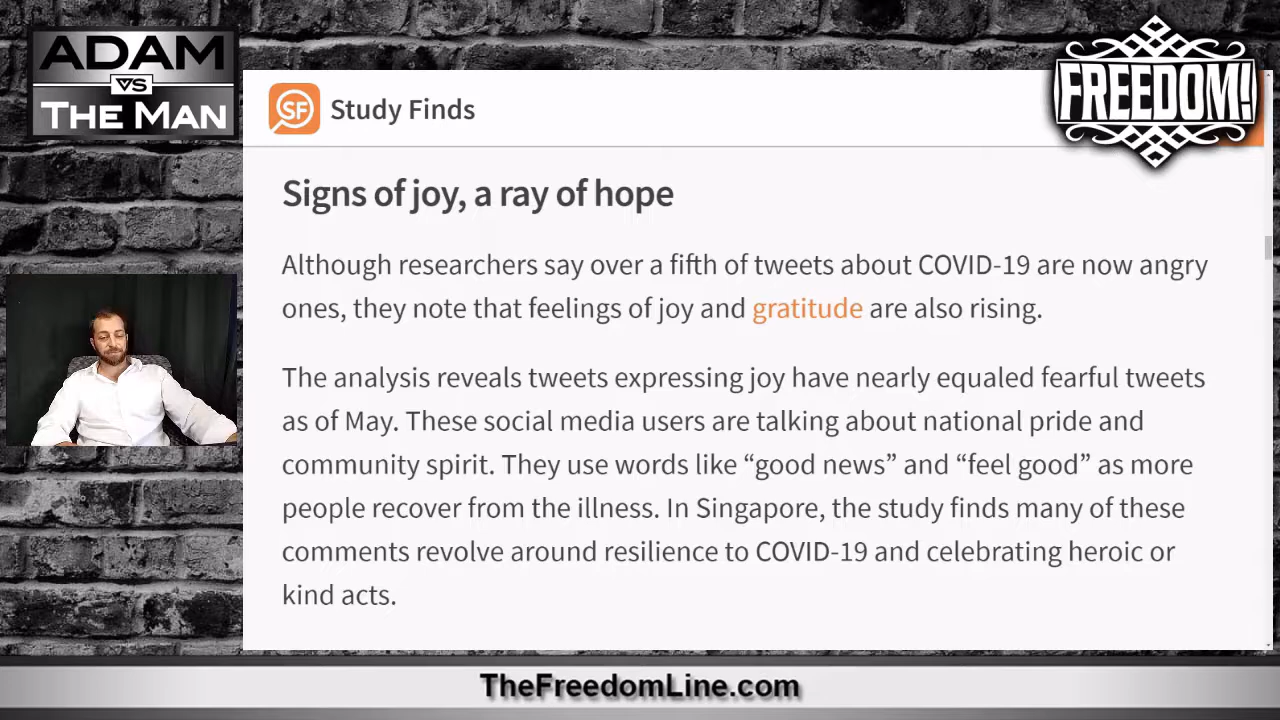 ADAM
VS
THE MAN
FREEDOM!
SF
Study Finds
Signs of joy, a ray of hope
Although researchers say over a fifth of tweets about COVID-19 are now angry
ones, they note that feelings of joy and gratitude are also rising.
The analysis reveals tweets expressing joy have nearly equaled fearful tweets
as of May. These social media users are talking about national pride and
community spirit. They use words like “good news” and “feel good” as more
people recover from the illness. In Singapore, the study finds many of these
comments revolve around resilience to COVID-19 and celebrating heroic or
kind acts.
TheFreedomLine.com